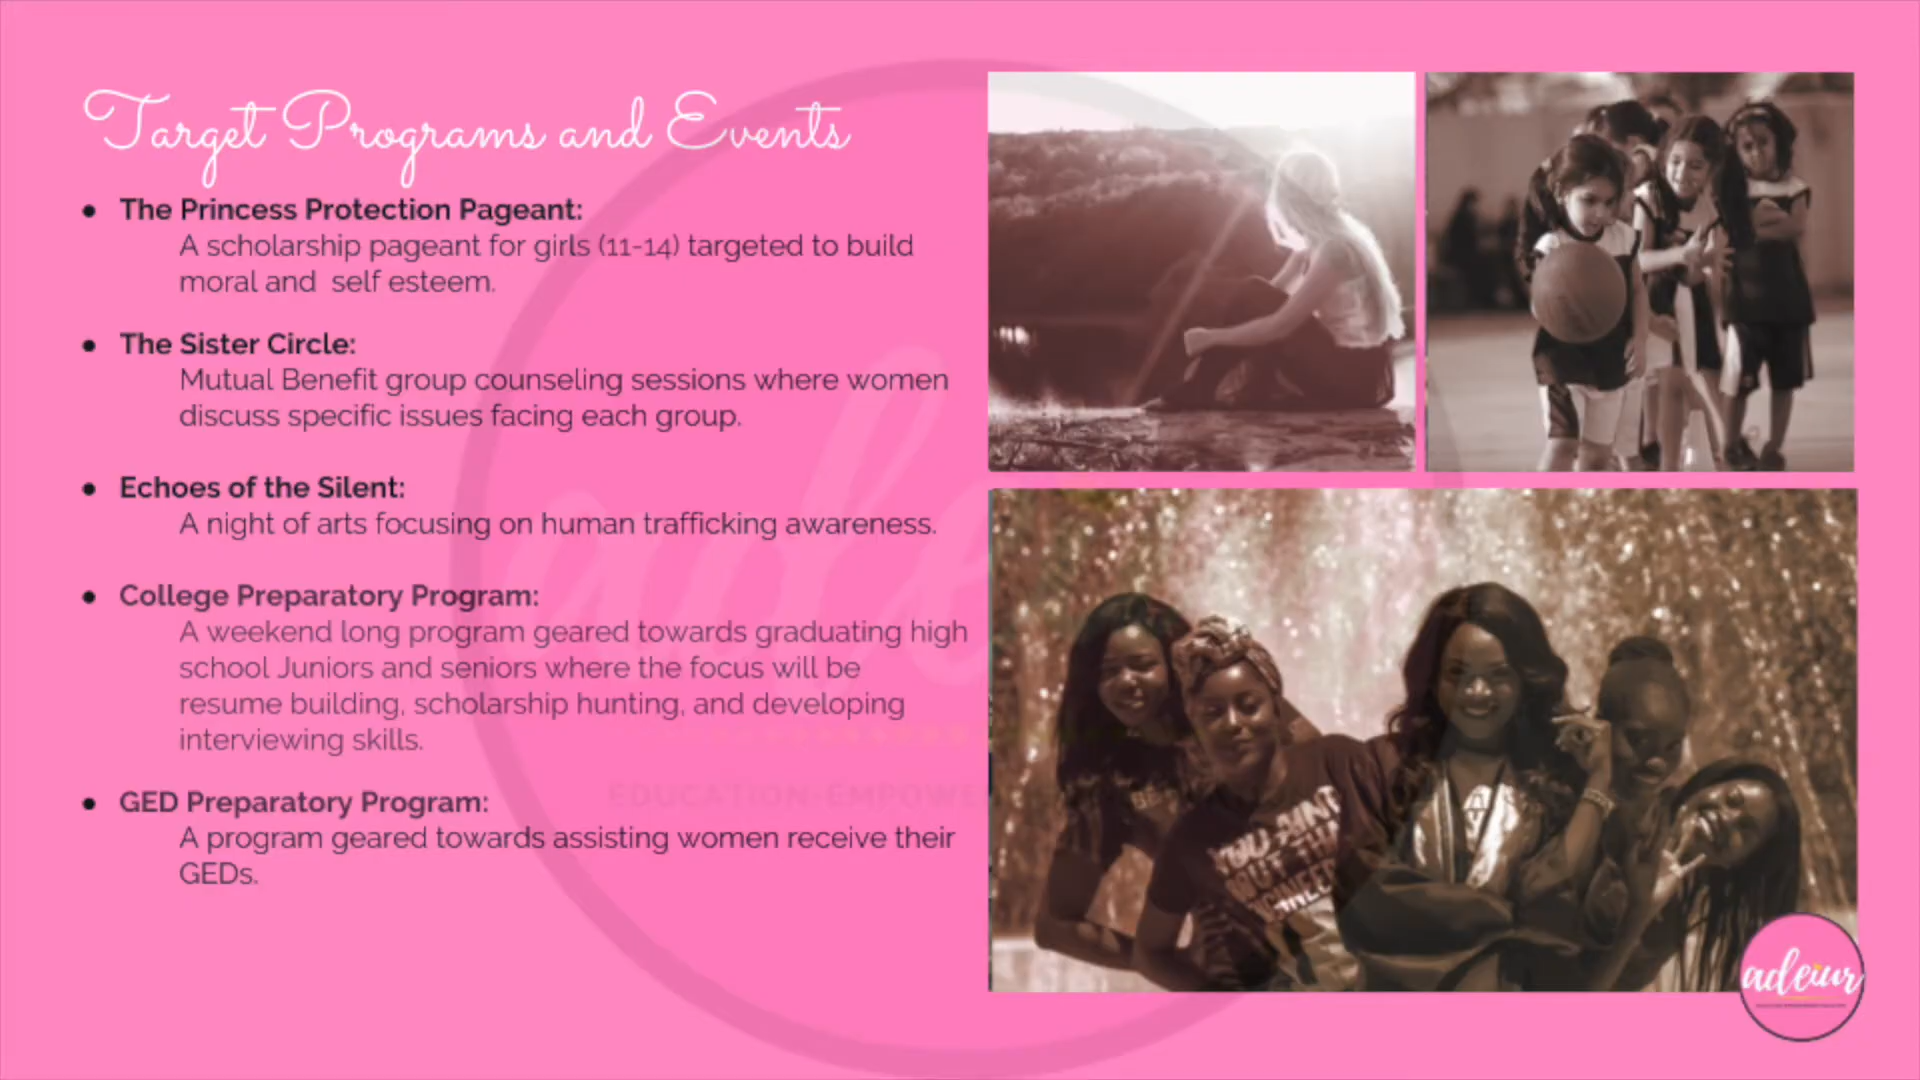 Target Programs and Events
● The Princess Protection Pageant:
A scholarship pageant for girls (11-14) targeted to build
moral and  self esteem.
● The Sister Circle:
Mutual Benefit group counseling sessions where women
discuss specific issues facing each group.
● Echoes of the Silent:
A night of arts focusing on human trafficking awareness.
● College Preparatory Program:
A weekend long program geared towards graduating high
school Juniors and seniors where the focus will be
resume building, scholarship hunting, and developing
interviewing skills.
● GED Preparatory Program:
A program geared towards assisting women receive their
GEDs.
EDUCATION-EMPOWE
YOU AINT